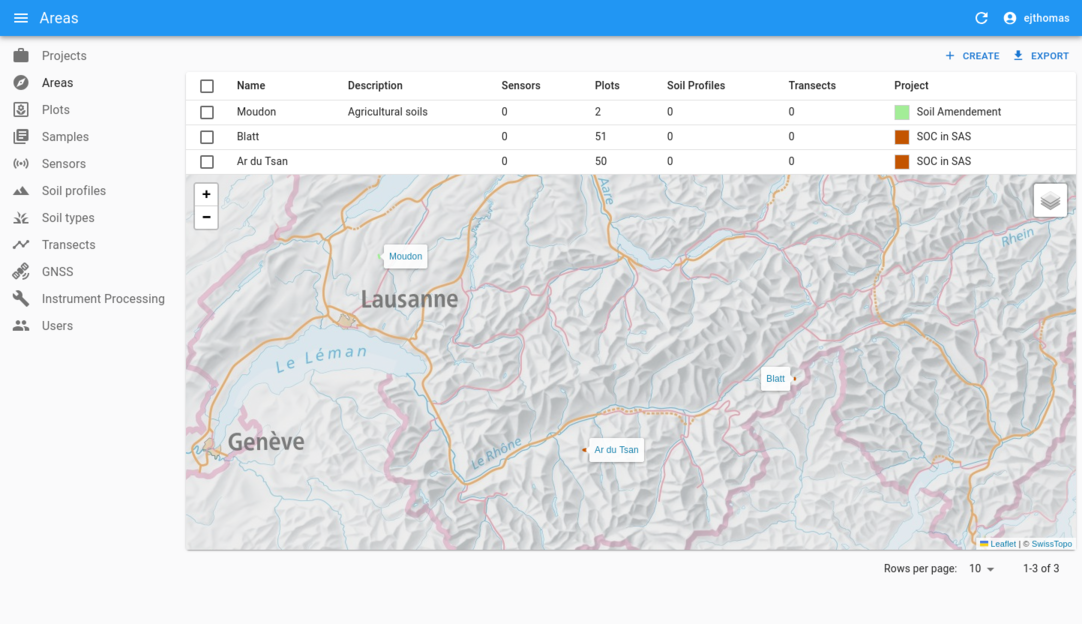 Areas
ejthomas
Projects
Areas
Plots
Samples
Sensors
Soil profiles
Soil types
Transects
GNSS
Instrument Processing
Users
CREATE EXPORT
Name Description Sensors Plots Soil Profiles Transects Project
Moudon Agricultural soils 0 2 0 0 Soil Amendement
Blatt 0 51 0 0 SOC in SAS
Ar du Tsan 0 50 0 0 SOC in SAS
+
−
Aare
Rhein
Moudon
Lausanne
Le Léman
Blatt
Genève
Le Rhône
Ar du Tsan
Leaflet | © SwissTopo
Rows per page: 10 1-3 of 3